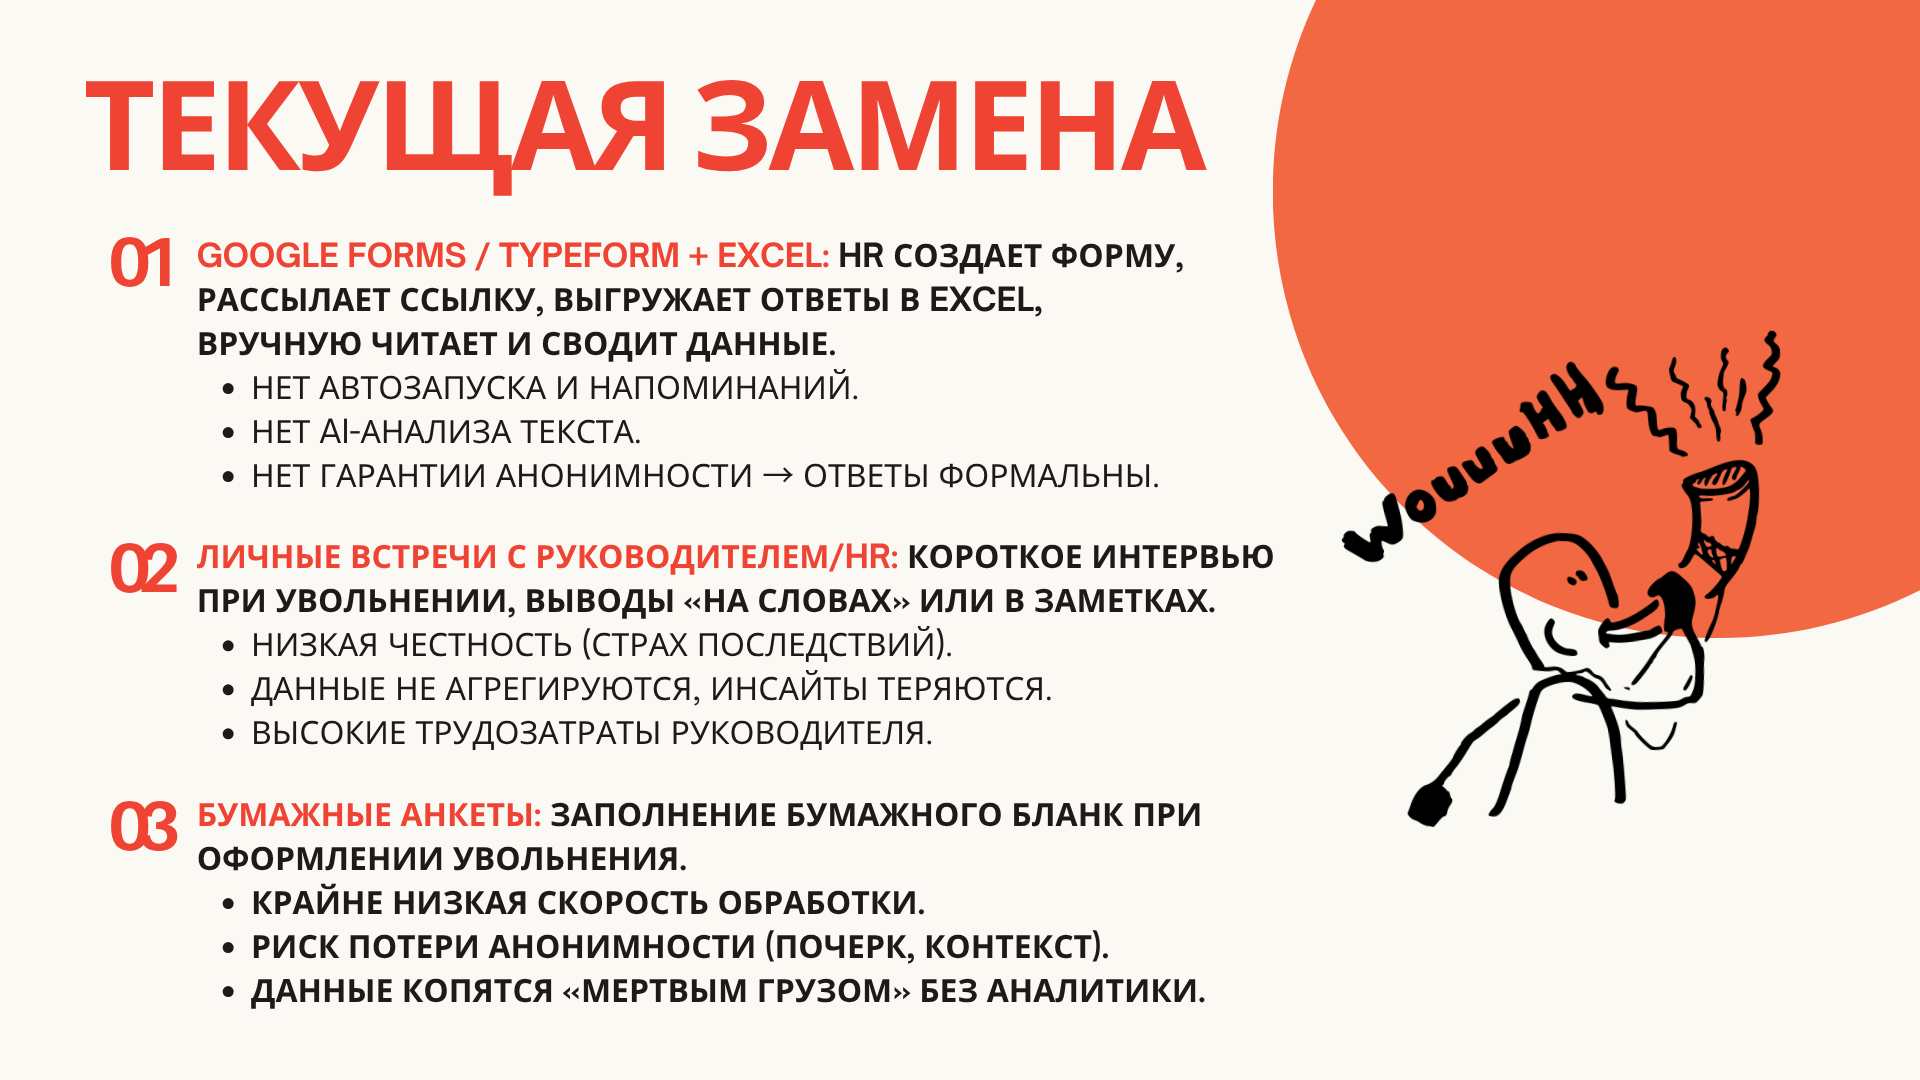 ТЕКУЩАЯ ЗАМЕНА
01 GOOGLE FORMS / TYPEFORM + EXCEL: HR СОЗДАЕТ ФОРМУ,
РАССЫЛАЕТ ССЫЛКУ, ВЫГРУЖАЕТ ОТВЕТЫ В EXCEL,
ВРУЧНУЮ ЧИТАЕТ И СВОДИТ ДАННЫЕ.
• НЕТ АВТОЗАПУСКА И НАПОМИНАНИЙ.
• НЕТ AI-АНАЛИЗА ТЕКСТА.
• НЕТ ГАРАНТИИ АНОНИМНОСТИ → ОТВЕТЫ ФОРМАЛЬНЫ.
02 ЛИЧНЫЕ ВСТРЕЧИ С РУКОВОДИТЕЛЕМ/HR: КОРОТКОЕ ИНТЕРВЬЮ
ПРИ УВОЛЬНЕНИИ, ВЫВОДЫ «НА СЛОВАХ» ИЛИ В ЗАМЕТКАХ.
• НИЗКАЯ ЧЕСТНОСТЬ (СТРАХ ПОСЛЕДСТВИЙ).
• ДАННЫЕ НЕ АГРЕГИРУЮТСЯ, ИНСАЙТЫ ТЕРЯЮТСЯ.
• ВЫСОКИЕ ТРУДОЗАТРАТЫ РУКОВОДИТЕЛЯ.
03 БУМАЖНЫЕ АНКЕТЫ: ЗАПОЛНЕНИЕ БУМАЖНОГО БЛАНК ПРИ
ОФОРМЛЕНИИ УВОЛЬНЕНИЯ.
• КРАЙНЕ НИЗКАЯ СКОРОСТЬ ОБРАБОТКИ.
• РИСК ПОТЕРИ АНОНИМНОСТИ (ПОЧЕРК, КОНТЕКСТ).
• ДАННЫЕ КОПЯТСЯ «МЕРТВЫМ ГРУЗОМ» БЕЗ АНАЛИТИКИ.
WouuuHH